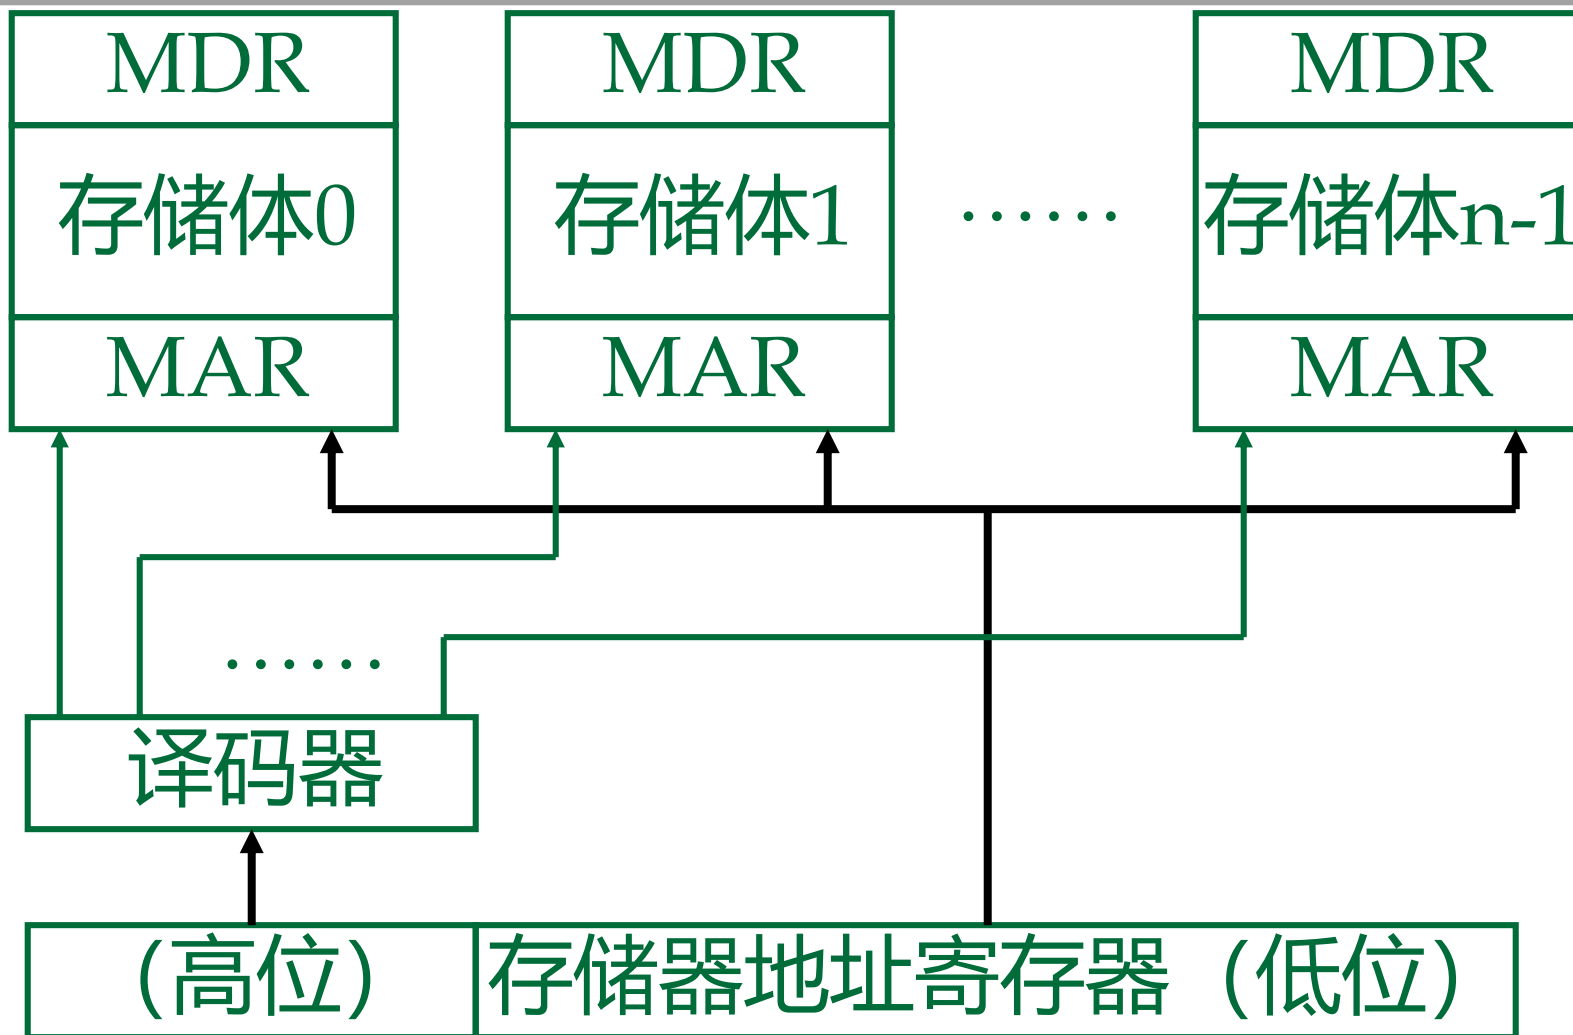 MDR MDR MDR
存储体0 存储体1 ...... 存储体n-1
MAR MAR MAR
......
译码器
(高位) 存储器地址寄存器 (低位)